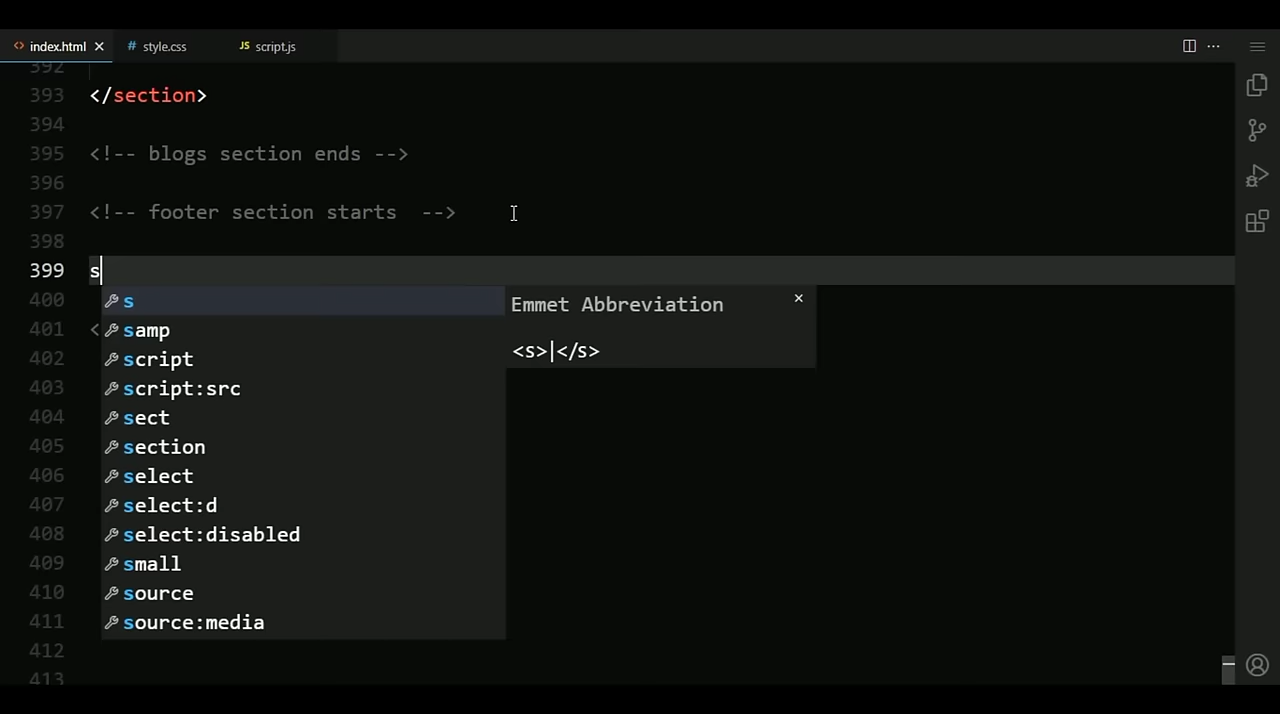 index.html × # style.css JS script.js ...
392
393 </section>
394
395 <!-- blogs section ends -->
396
397 <!-- footer section starts  -->
398
399 s
400 s Emmet Abbreviation ×
401 < samp <s>|</s>
402 script
403 script:src
404 sect
405 section
406 select
407 select:d
408 select:disabled
409 small
410 source
411 source:media
412
413